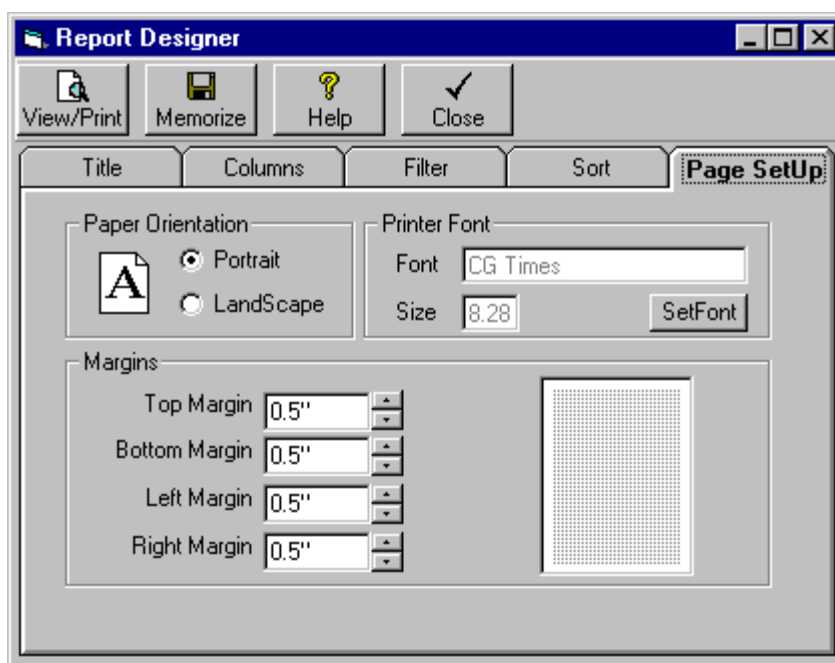 Report Designer
View/Print Memorize Help Close
Title Columns Filter Sort Page SetUp
Paper Orientation
A
Portrait
LandScape
Printer Font
Font CG Times
Size 8.28 SetFont
Margins
Top Margin 0.5"
Bottom Margin 0.5"
Left Margin 0.5"
Right Margin 0.5"